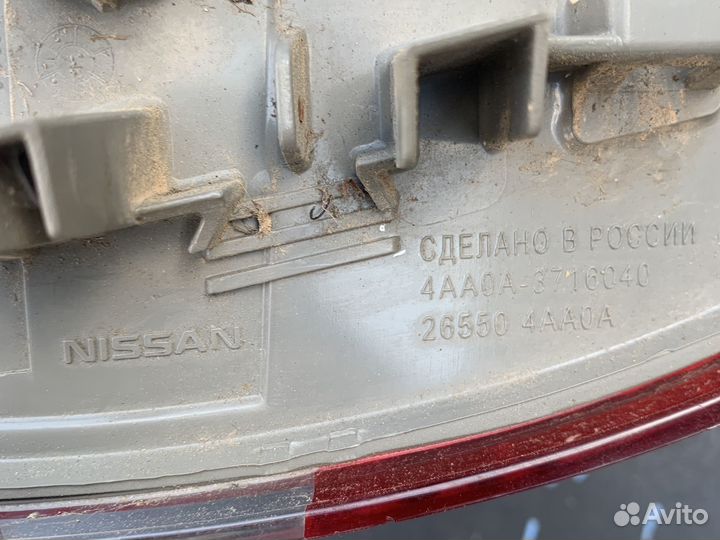 СДЕЛАНО В РОССИИ
4AA0A-3716040
26550 4AA0A
NISSAN
Avito